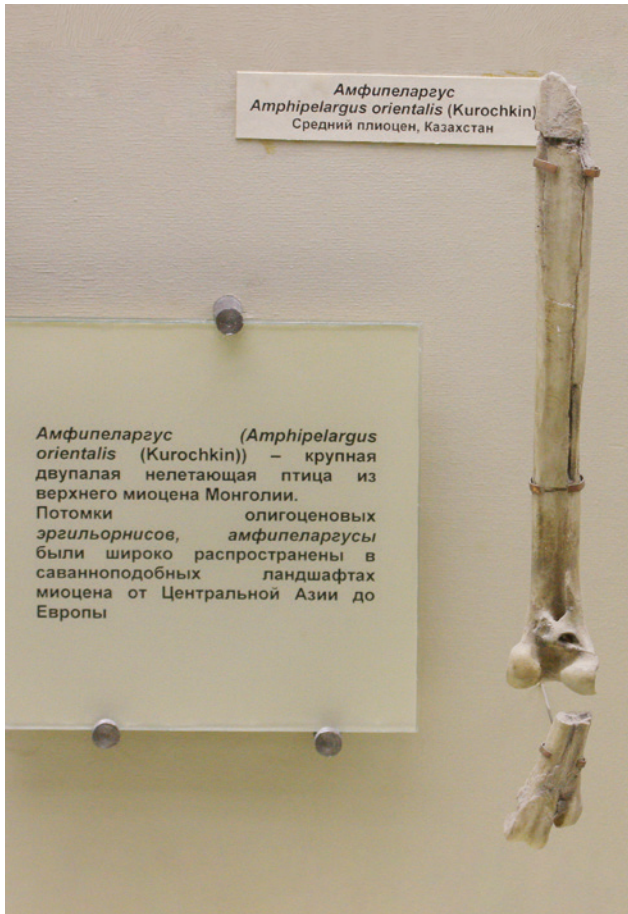 Амфипеларгус
Amphipelargus orientalis (Kurochkin)
Средний плиоцен, Казахстан
Амфипеларгус (Amphipelargus
orientalis (Kurochkin)) – крупная
двупалая нелетающая птица из
верхнего миоцена Монголии.
Потомки олигоценовых
эргильорнисов, амфипеларгусы
были широко распространены в
саванноподобных ландшафтах
миоцена от Центральной Азии до
Европы